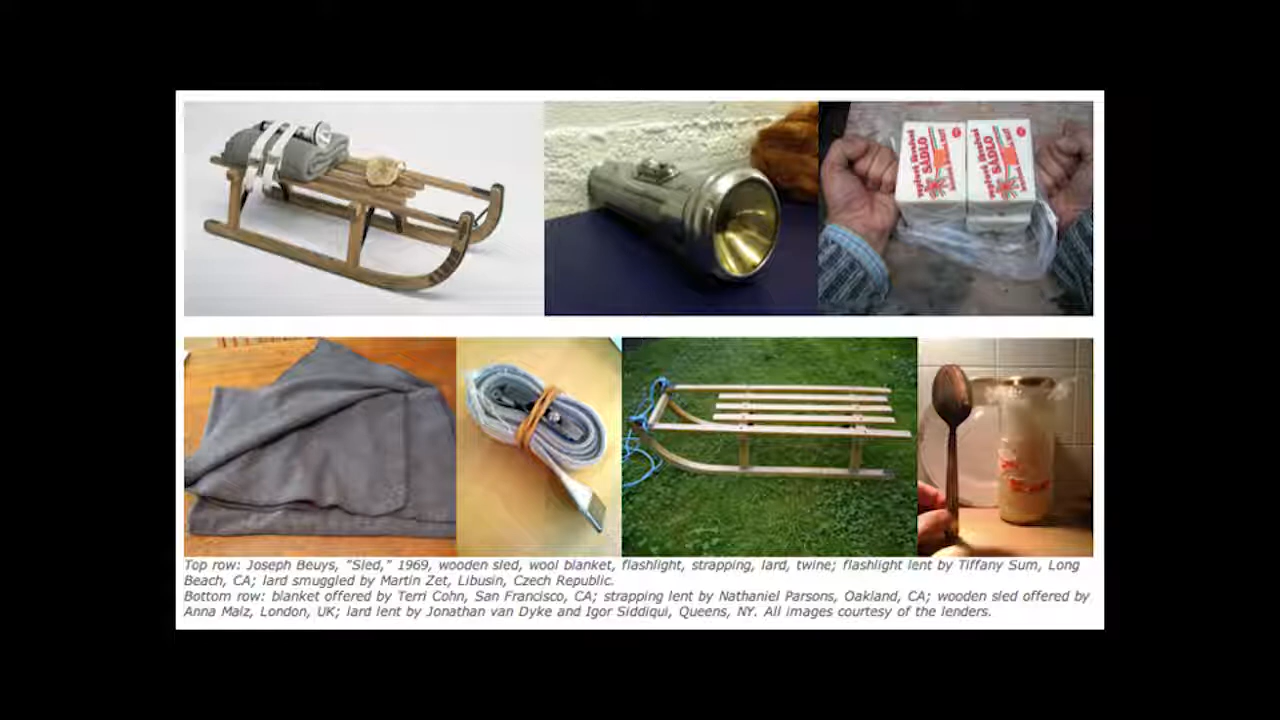 SADLO
SADLO
Top row: Joseph Beuys, "Sled," 1969, wooden sled, wool blanket, flashlight, strapping, lard, twine; flashlight lent by Tiffany Sum, Long
Beach, CA; lard smuggled by Martin Zet, Libusin, Czech Republic.
Bottom row: blanket offered by Terri Cohn, San Francisco, CA; strapping lent by Nathaniel Parsons, Oakland, CA; wooden sled offered by
Anna Malz, London, UK; lard lent by Jonathan van Dyke and Igor Siddiqui, Queens, NY. All images courtesy of the lenders.